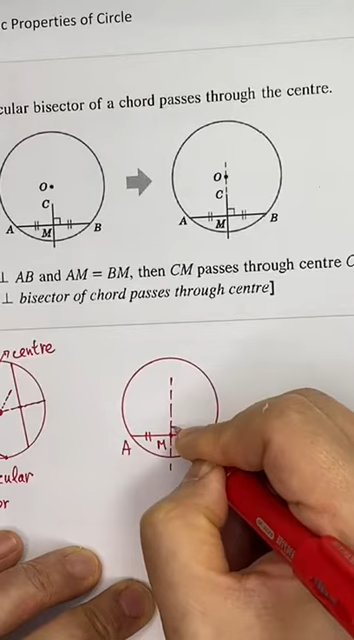 c Properties of Circle
cular bisector of a chord passes through the centre.
O
C
A
M
B
O
C
A
M
B
⊥ AB and AM = BM, then CM passes through centre
⊥ bisector of chord passes through centre]
centre
A
M
cular
or